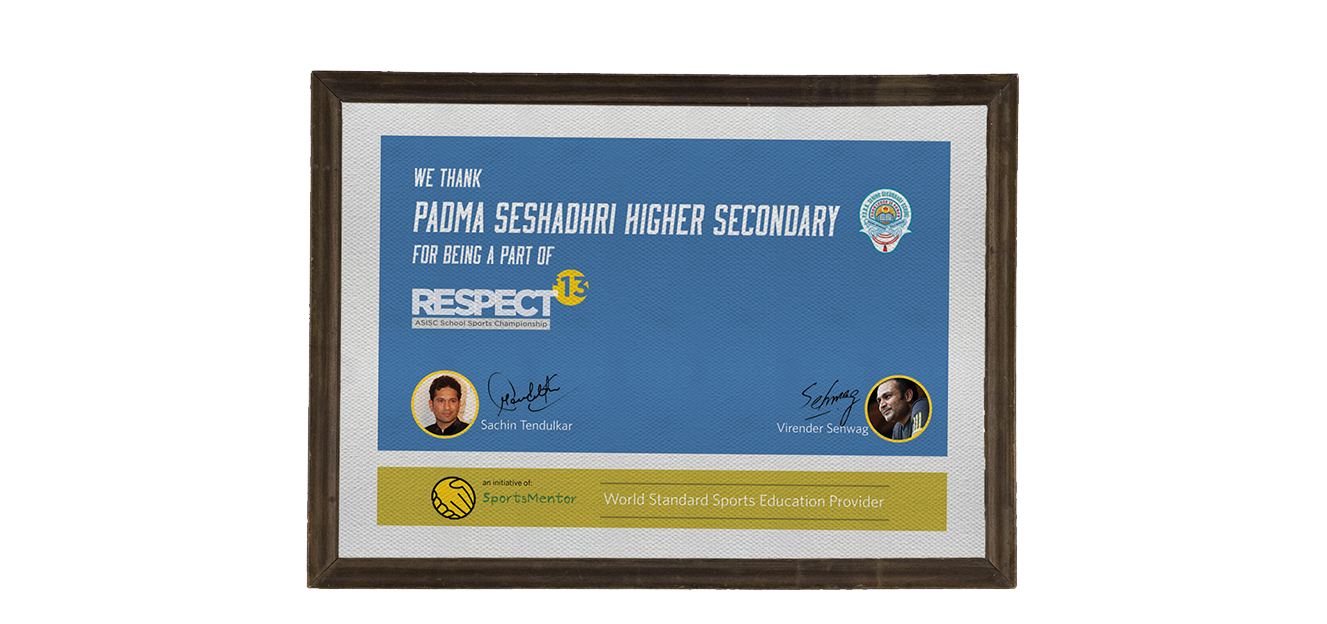 WE THANK
PADMA SESHADHRI HIGHER SECONDARY
FOR BEING A PART OF
RESPECT
13
ASISC School Sports Championship
Sehwag
Sachin Tendulkar
Virender Senwag
an initiative of:
SportsMentor
World Standard Sports Education Provider